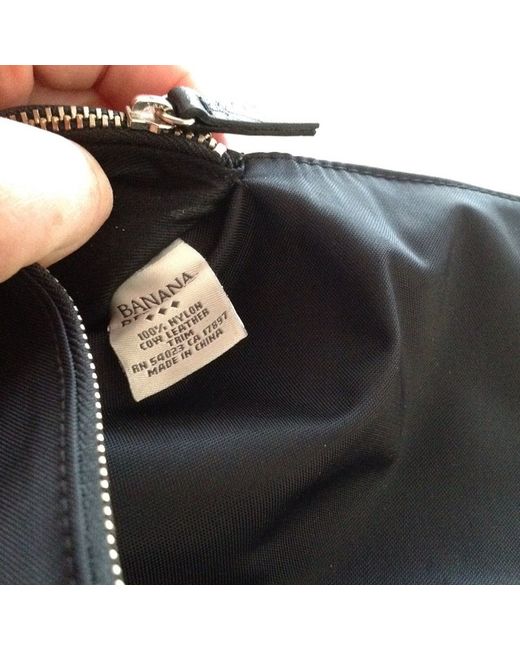 BANANA
100% NYLON
COW LEATHER
TRIM
RN 54023 CA 17897
MADE IN CHINA